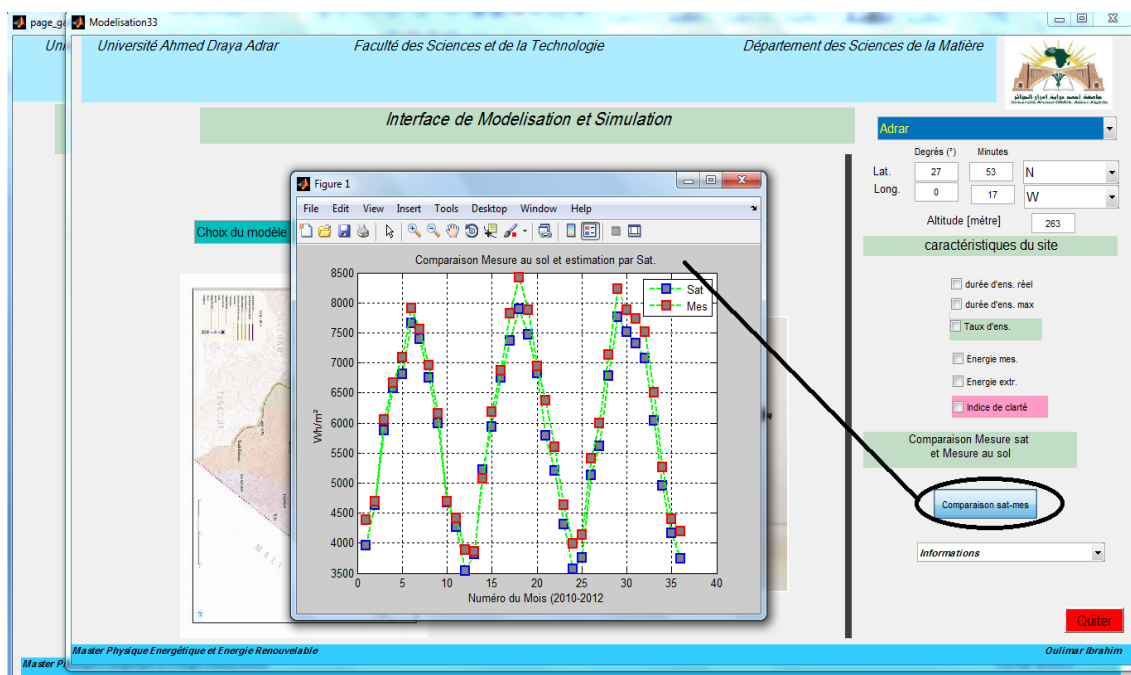 page_ga
Modelisation33
Uni
Université Ahmed Draya Adrar
Faculté des Sciences et de la Technologie
Département des Sciences de la Matière
Interface de Modelisation et Simulation
Adrar
Degrés (°) Minutes
Lat. 27 53 N
Long. 0 17 W
Altitude [mètre] 263
caractéristiques du site
durée d'ens. réel
durée d'ens. max
Taux d'ens.
Energie mes.
Energie extr.
Indice de clarté
Comparaison Mesure sat
et Mesure au sol
Comparaison sat-mes
Informations
Quiter
Choix du modèle
Figure 1
File Edit View Insert Tools Desktop Window Help
Comparaison Mesure au sol et estimation par Sat.
Sat
Mes
8500
8000
7500
7000
6500
6000
5500
5000
4500
4000
3500
Wh/m²
0 5 10 15 20 25 30 35 40
Numéro du Mois (2010-2012
MALI
Master Physique Energétique et Energie Renouvelable
Oulimar Ibrahim
Master P